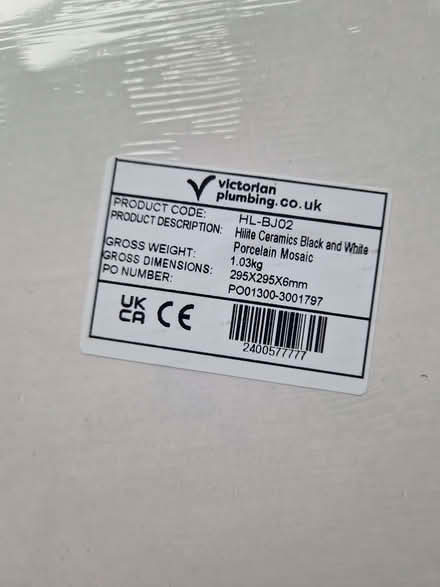 victorian
plumbing.co.uk
PRODUCT CODE: HL-BJ02
PRODUCT DESCRIPTION: Hilite Ceramics Black and White
Porcelain Mosaic
GROSS WEIGHT: 1.03kg
GROSS DIMENSIONS: 295X295X6mm
PO NUMBER: PO01300-3001797
UK
CA CE
2400577777